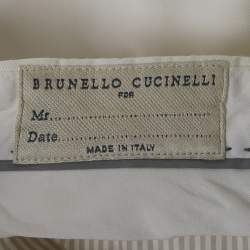 BRUNELLO CUCINELLI
FOR
Mr.
Date
MADE IN ITALY